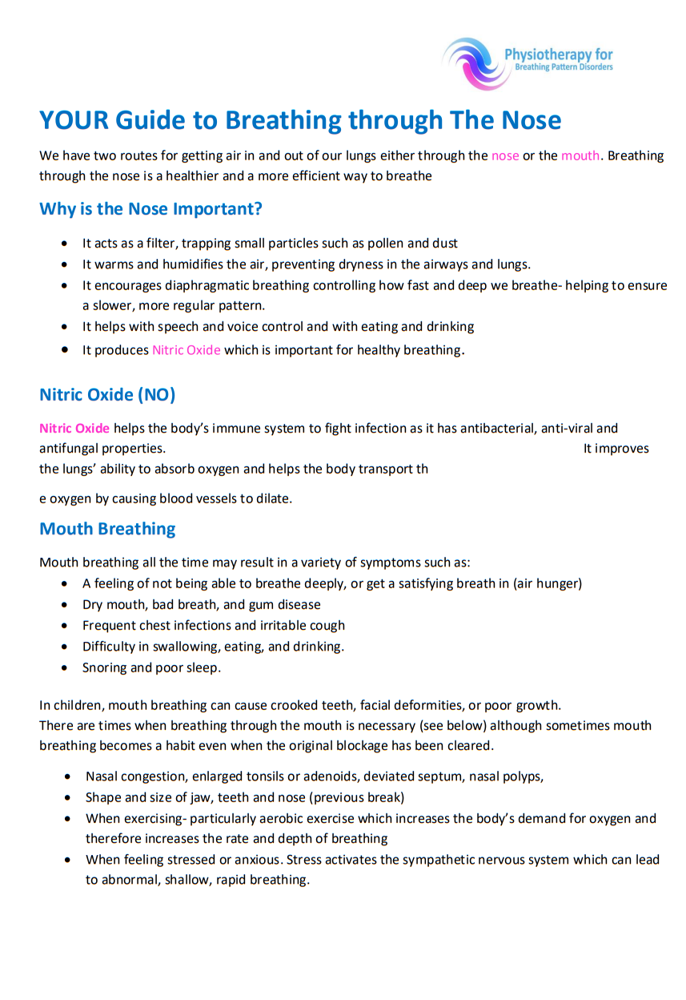 Physiotherapy for
Breathing Pattern Disorders
YOUR Guide to Breathing through The Nose
We have two routes for getting air in and out of our lungs either through the nose or the mouth. Breathing
through the nose is a healthier and a more efficient way to breathe
Why is the Nose Important?
• It acts as a filter, trapping small particles such as pollen and dust
• It warms and humidifies the air, preventing dryness in the airways and lungs.
• It encourages diaphragmatic breathing controlling how fast and deep we breathe- helping to ensure
a slower, more regular pattern.
• It helps with speech and voice control and with eating and drinking
• It produces Nitric Oxide which is important for healthy breathing.
Nitric Oxide (NO)
Nitric Oxide helps the body’s immune system to fight infection as it has antibacterial, anti-viral and
antifungal properties. It improves
the lungs’ ability to absorb oxygen and helps the body transport th
e oxygen by causing blood vessels to dilate.
Mouth Breathing
Mouth breathing all the time may result in a variety of symptoms such as:
• A feeling of not being able to breathe deeply, or get a satisfying breath in (air hunger)
• Dry mouth, bad breath, and gum disease
• Frequent chest infections and irritable cough
• Difficulty in swallowing, eating, and drinking.
• Snoring and poor sleep.
In children, mouth breathing can cause crooked teeth, facial deformities, or poor growth.
There are times when breathing through the mouth is necessary (see below) although sometimes mouth
breathing becomes a habit even when the original blockage has been cleared.
• Nasal congestion, enlarged tonsils or adenoids, deviated septum, nasal polyps,
• Shape and size of jaw, teeth and nose (previous break)
• When exercising- particularly aerobic exercise which increases the body’s demand for oxygen and
therefore increases the rate and depth of breathing
• When feeling stressed or anxious. Stress activates the sympathetic nervous system which can lead
to abnormal, shallow, rapid breathing.